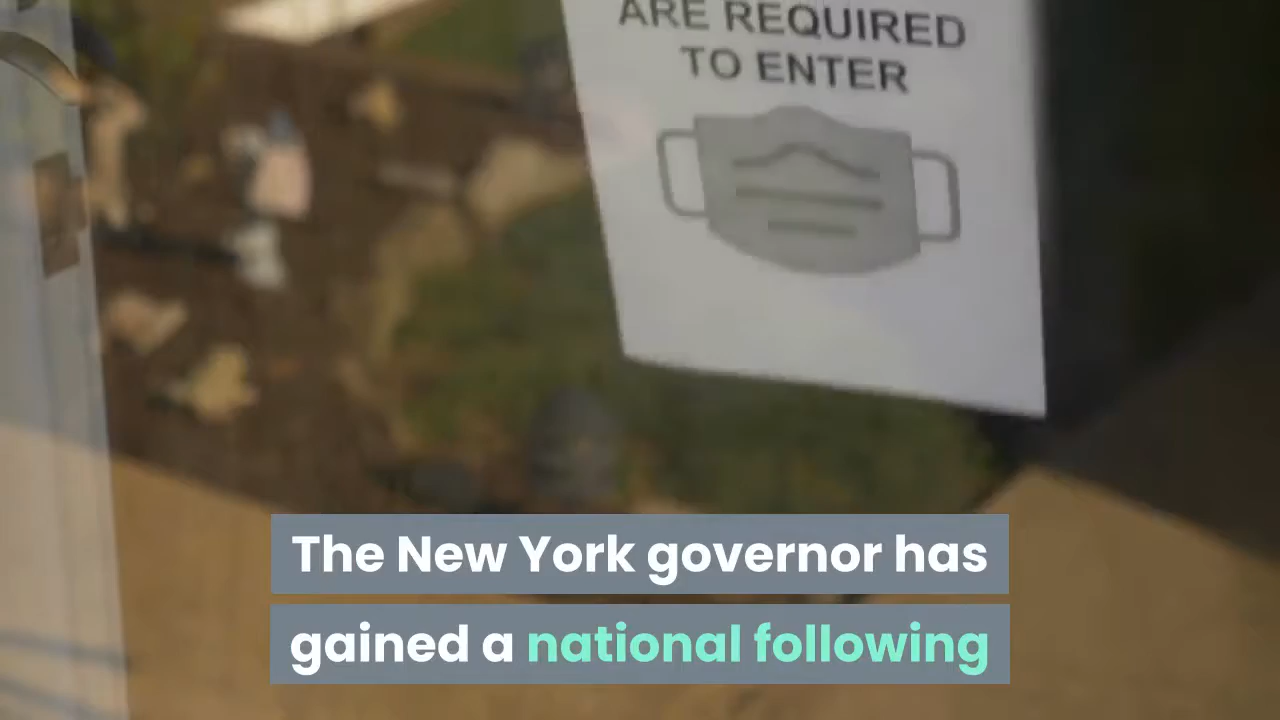 ARE REQUIRED
TO ENTER
The New York governor has
gained a national following